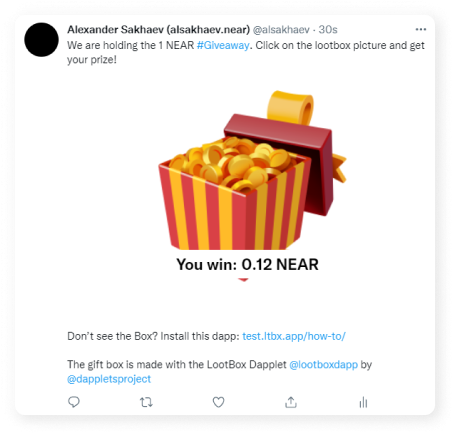 Alexander Sakhaev (alsakhaev.near) @alsakhaev · 30s
We are holding the 1 NEAR #Giveaway. Click on the lootbox picture and get
your prize!
You win: 0.12 NEAR
Don't see the Box? Install this dapp: test.ltbx.app/how-to/
The gift box is made with the LootBox Dapplet @lootboxdapp by
@dappletsproject